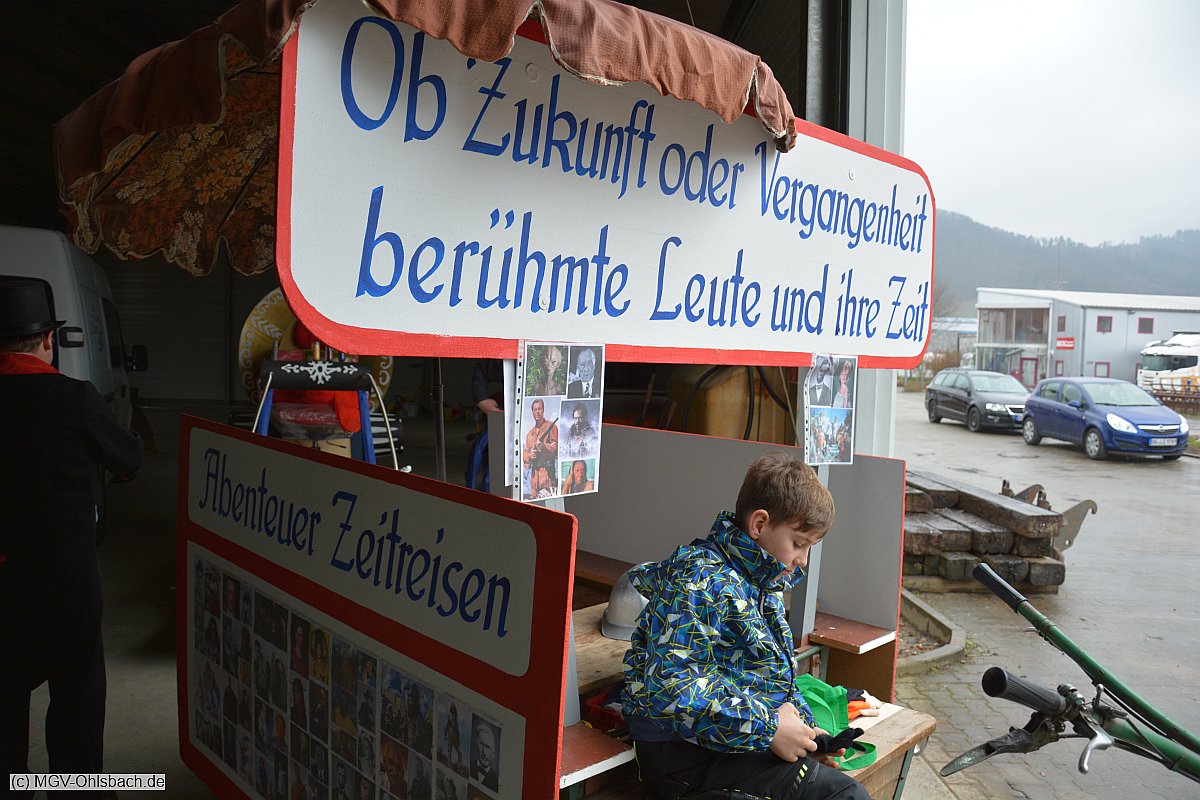 Ob Zukunft oder Vergangenheit
berühmte Leute und ihre Zeit
Abenteuer Zeitreisen
(c) MGV-Ohlsbach.de